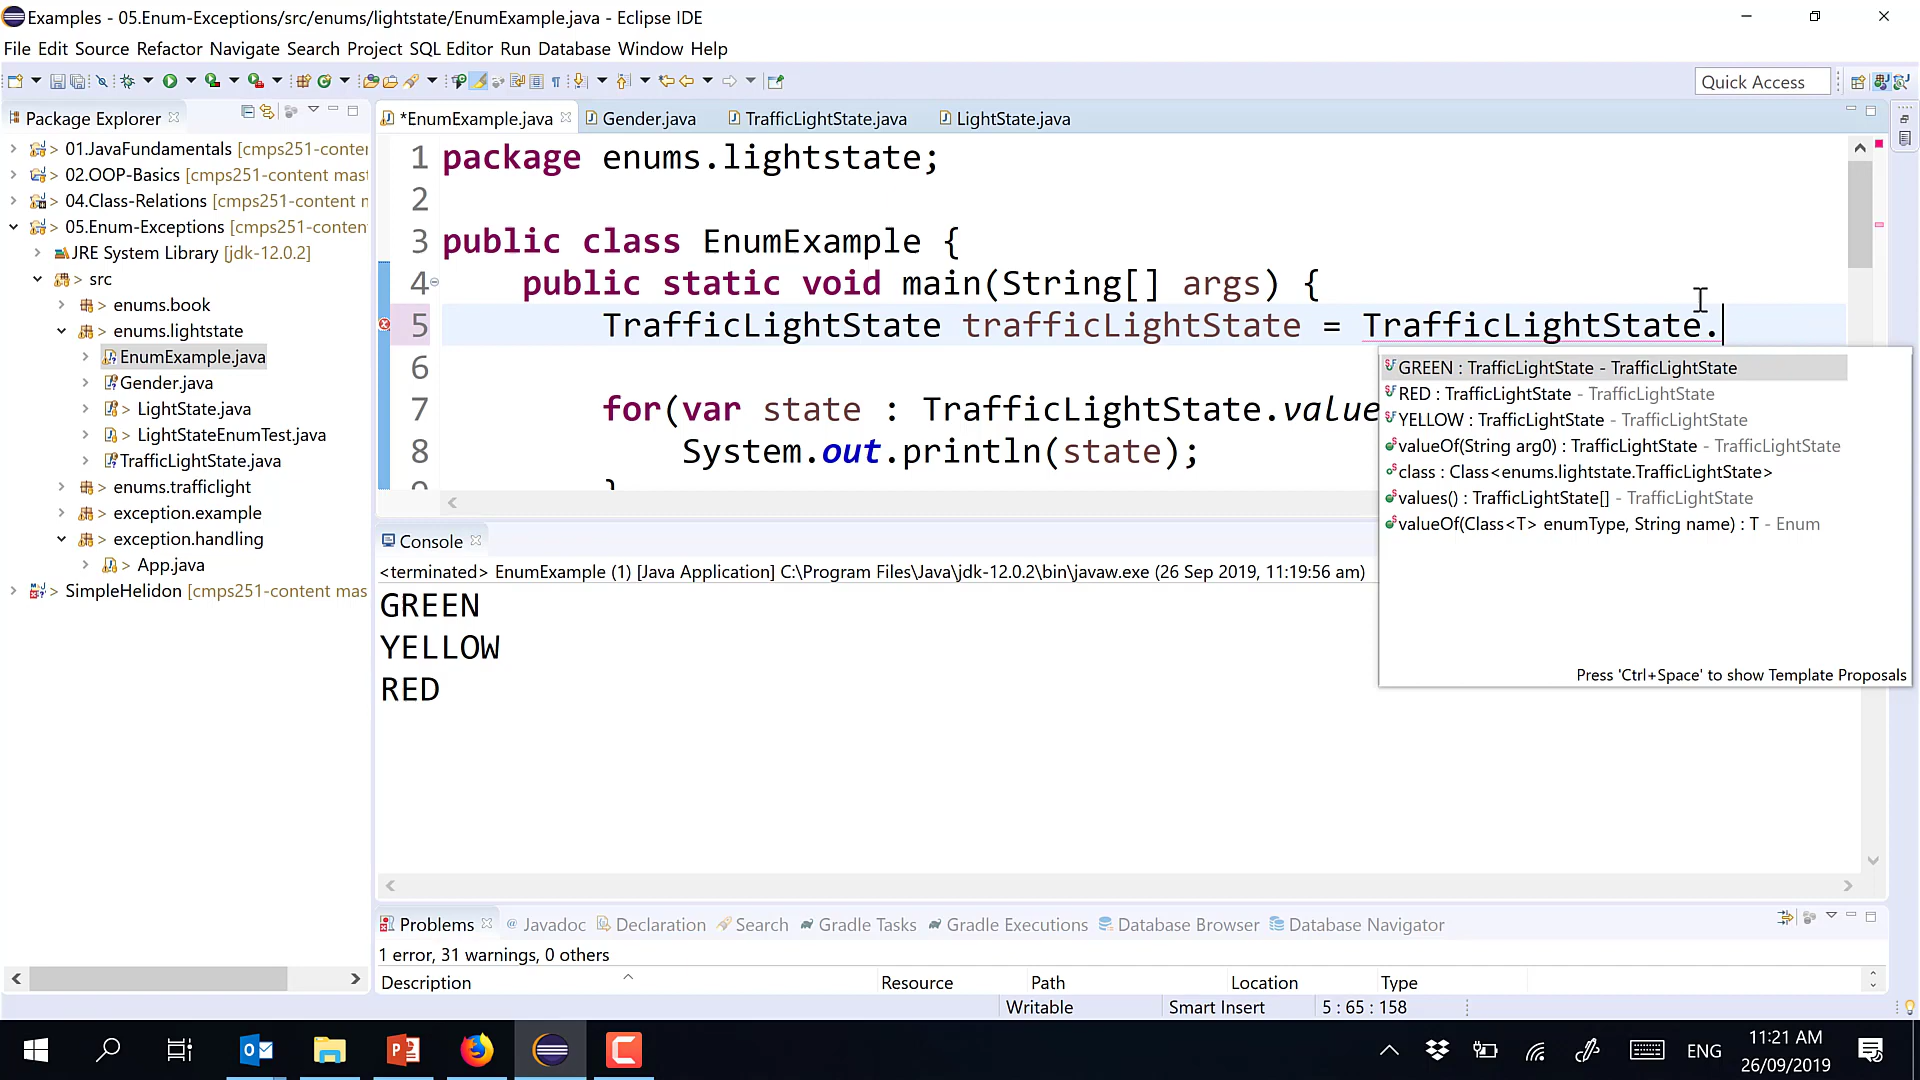 Examples - 05.Enum-Exceptions/src/enums/lightstate/EnumExample.java - Eclipse IDE
File Edit Source Refactor Navigate Search Project SQL Editor Run Database Window Help
Quick Access
Package Explorer
*EnumExample.java
Gender.java
TrafficLightState.java
LightState.java
> 01.JavaFundamentals [cmps251-conter
> 02.OOP-Basics [cmps251-content mast
> 04.Class-Relations [cmps251-content n
> 05.Enum-Exceptions [cmps251-conten
JRE System Library [jdk-12.0.2]
> src
> enums.book
> enums.lightstate
EnumExample.java
Gender.java
> LightState.java
> LightStateEnumTest.java
TrafficLightState.java
> enums.trafficlight
> exception.example
> exception.handling
> App.java
> SimpleHelidon [cmps251-content mas
1 package enums.lightstate;
2
3 public class EnumExample {
4 public static void main(String[] args) {
5 TrafficLightState trafficLightState = TrafficLightState.
6
7 for(var state : TrafficLightState.value
8 System.out.println(state);
9 }
GREEN : TrafficLightState - TrafficLightState
RED : TrafficLightState - TrafficLightState
YELLOW : TrafficLightState - TrafficLightState
valueOf(String arg0) : TrafficLightState - TrafficLightState
class : Class<enums.lightstate.TrafficLightState>
values() : TrafficLightState[] - TrafficLightState
valueOf(Class<T> enumType, String name) : T - Enum
Press 'Ctrl+Space' to show Template Proposals
Console
<terminated> EnumExample (1) [Java Application] C:\Program Files\Java\jdk-12.0.2\bin\javaw.exe (26 Sep 2019, 11:19:56 am)
GREEN
YELLOW
RED
Problems @ Javadoc Declaration Search Gradle Tasks Gradle Executions Database Browser Database Navigator
1 error, 31 warnings, 0 others
Description Resource Path Location Type
Writable Smart Insert 5 : 65 : 158
ENG
11:21 AM
26/09/2019